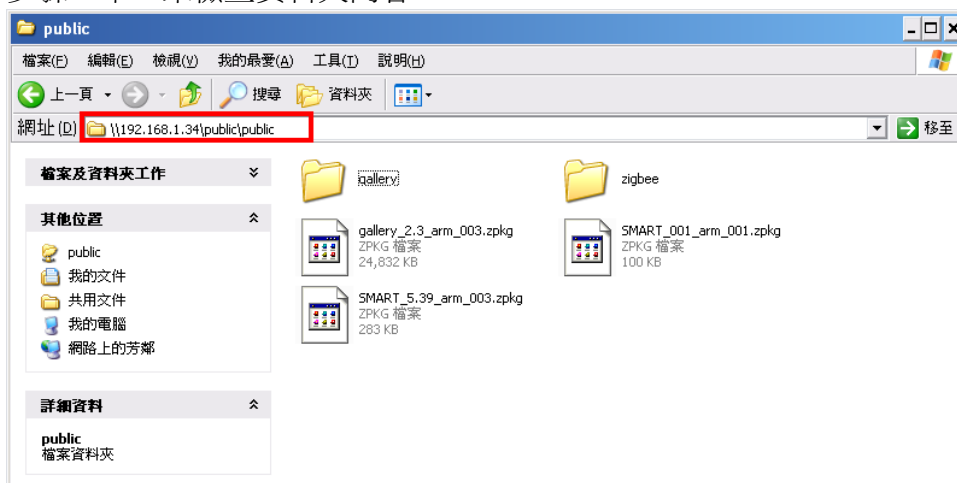 public
檔案(F) 編輯(E) 檢視(V) 我的最愛(A) 工具(T) 說明(H)
上一頁 搜尋 資料夾
網址(D) \\192.168.1.34\public\public 移至
檔案及資料夾工作
其他位置
public
我的文件
共用文件
我的電腦
網路上的芳鄰
詳細資料
public
檔案資料夾
gallery
zigbee
gallery_2.3_arm_003.zpkg
ZPKG 檔案
24,832 KB
SMART_001_arm_001.zpkg
ZPKG 檔案
100 KB
SMART_5.39_arm_003.zpkg
ZPKG 檔案
283 KB